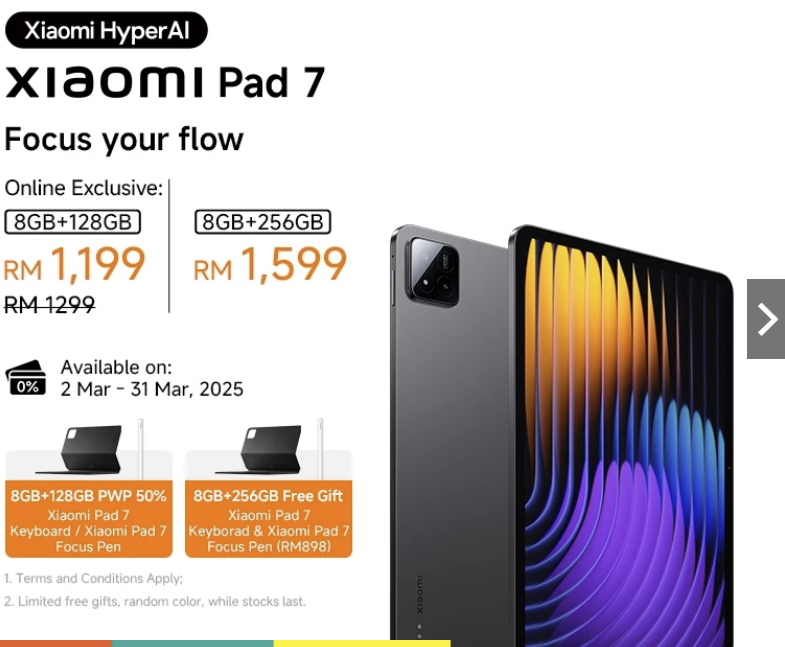 Xiaomi HyperAI
xiaomi Pad 7
Focus your flow
Online Exclusive:
8GB+128GB
RM 1,199
RM 1299
8GB+256GB
RM 1,599
0%
Available on:
2 Mar - 31 Mar, 2025
8GB+128GB PWP 50%
Xiaomi Pad 7
Keyboard / Xiaomi Pad 7
Focus Pen
8GB+256GB Free Gift
Xiaomi Pad 7
Keyborad & Xiaomi Pad 7
Focus Pen (RM898)
1. Terms and Conditions Apply;
2. Limited free gifts, random color, while stocks last.
xiaomi